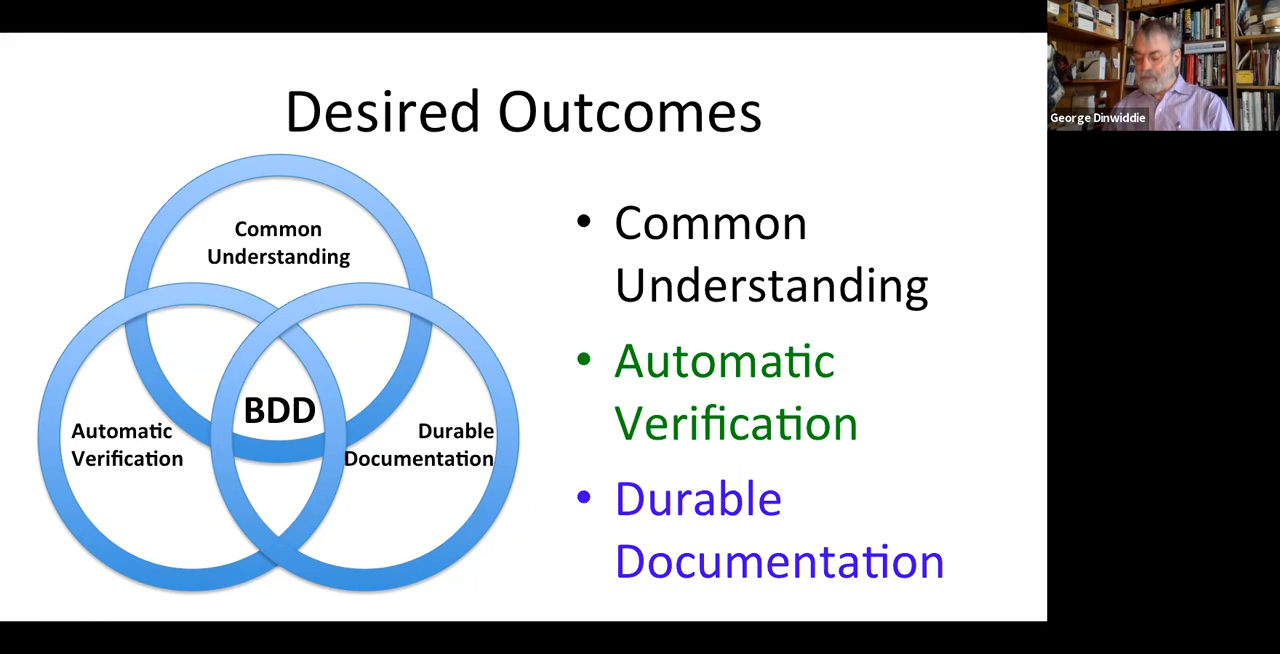 Desired Outcomes
Common
Understanding
Automatic
Verification
BDD
Durable
Documentation
• Common
Understanding
• Automatic
Verification
• Durable
Documentation
George Dinwiddie